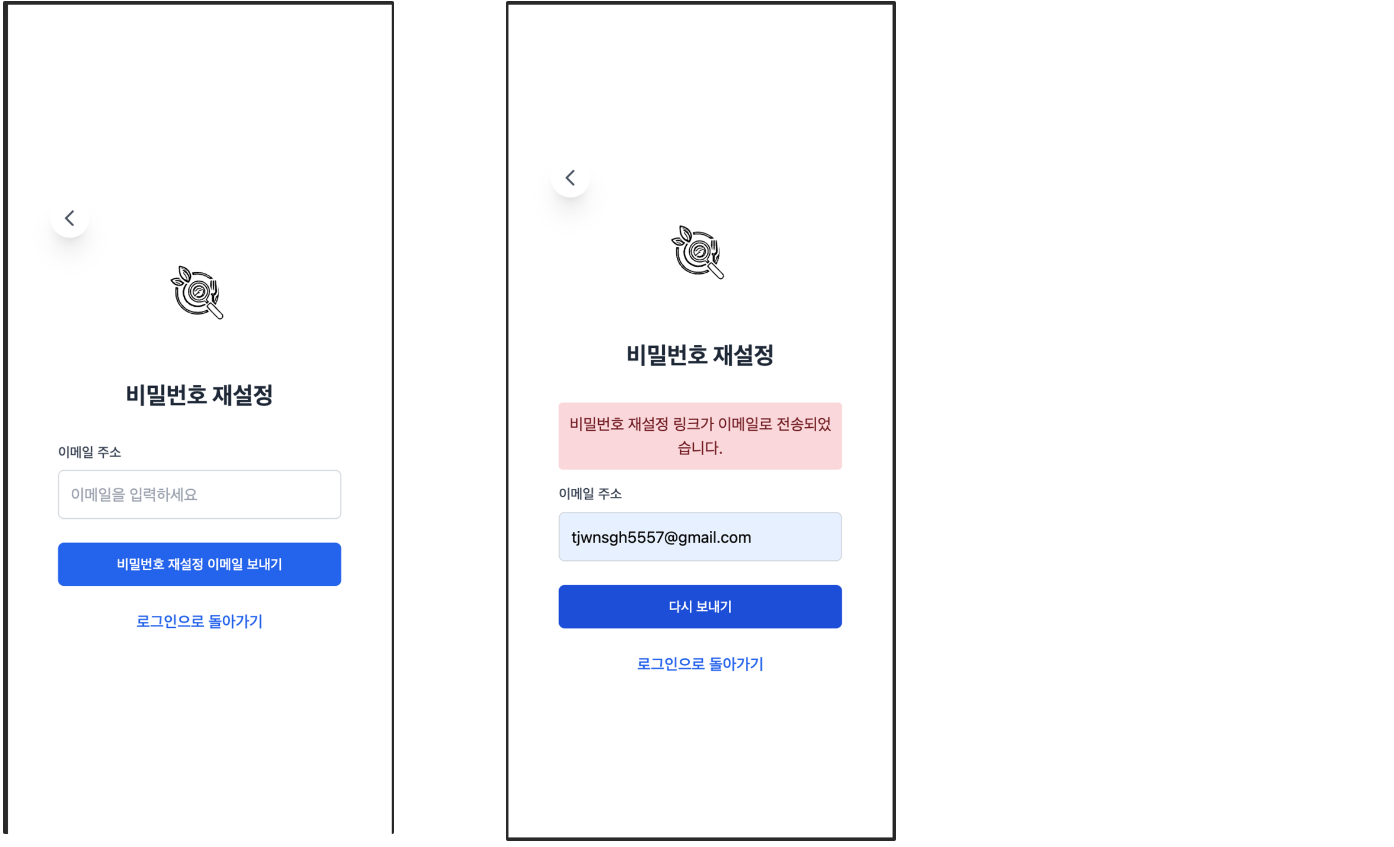 비밀번호 재설정
이메일 주소
이메일을 입력하세요
비밀번호 재설정 이메일 보내기
로그인으로 돌아가기
비밀번호 재설정
비밀번호 재설정 링크가 이메일로 전송되었
습니다.
이메일 주소
tjwnsgh5557@gmail.com
다시 보내기
로그인으로 돌아가기